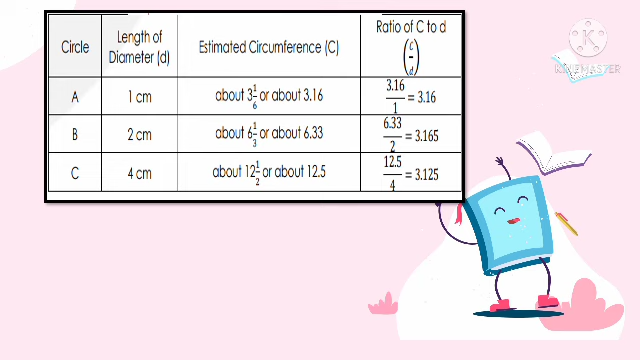 Circle
Length of
Diameter (d)
Estimated Circumference (C)
Ratio of C to d
(C/d)
A
1 cm
about 3 1/6 or about 3.16
3.16/1 = 3.16
B
2 cm
about 6 1/3 or about 6.33
6.33/2 = 3.165
C
4 cm
about 12 1/2 or about 12.5
12.5/4 = 3.125
KINEMASTER